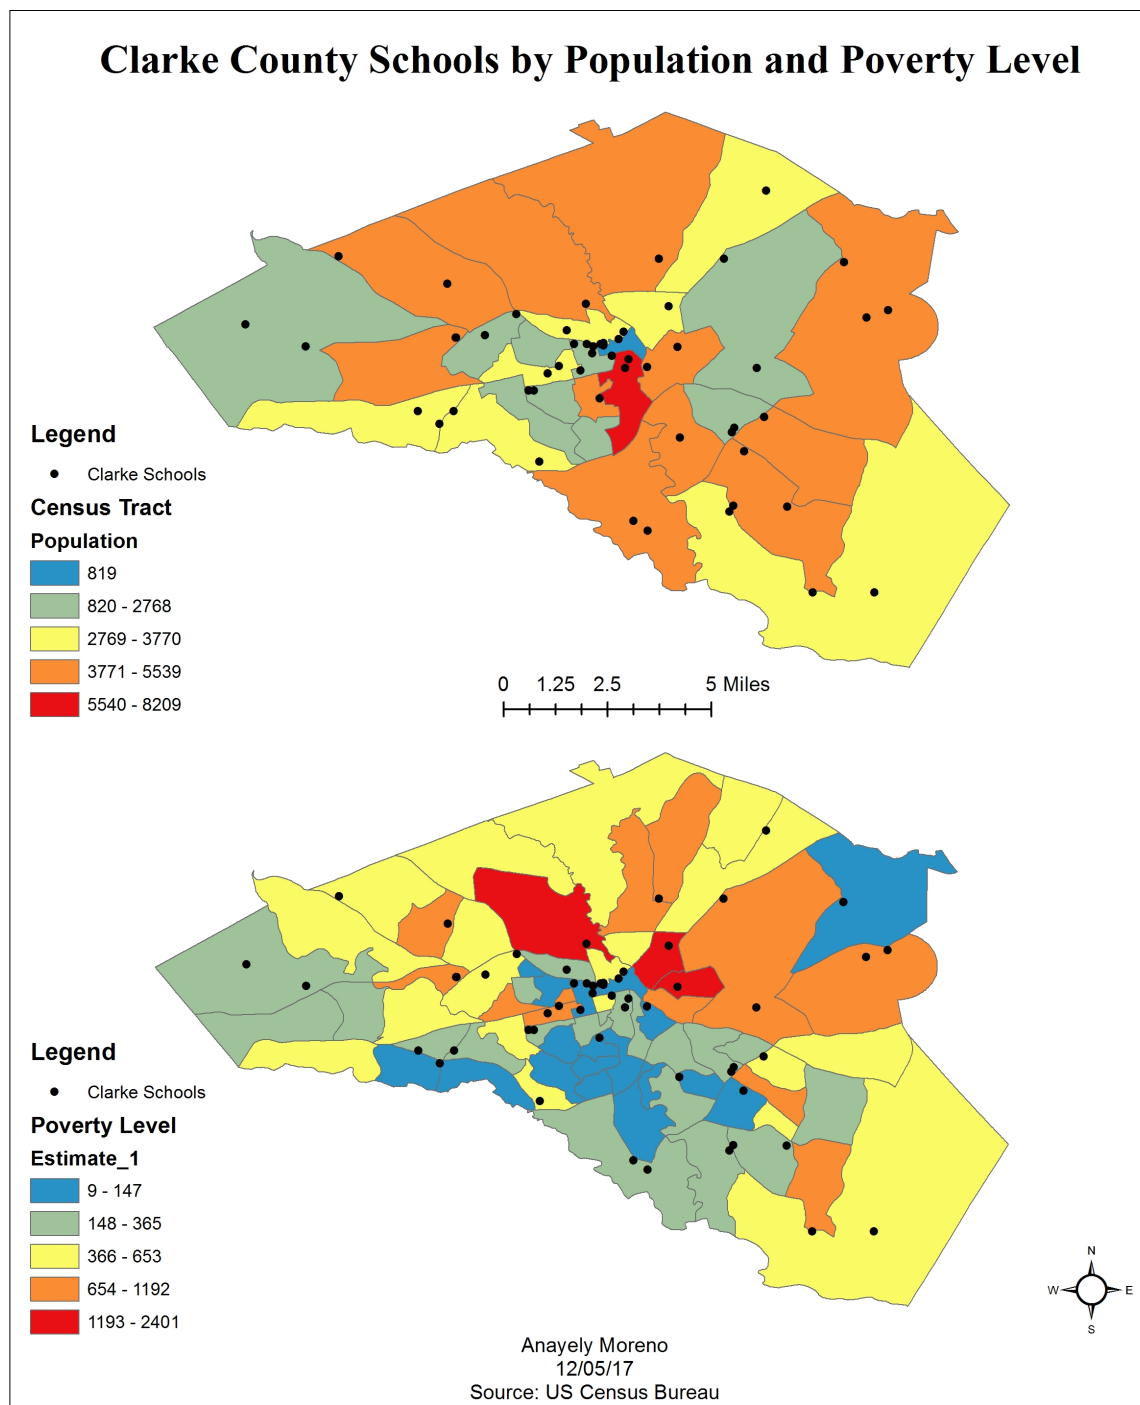 Clarke County Schools by Population and Poverty Level
Legend
Clarke Schools
Census Tract
Population
819
820 - 2768
2769 - 3770
3771 - 5539
5540 - 8209
0 1.25 2.5 5 Miles
Legend
Clarke Schools
Poverty Level
Estimate_1
9 - 147
148 - 365
366 - 653
654 - 1192
1193 - 2401
N
W E
S
Anayely Moreno
12/05/17
Source: US Census Bureau